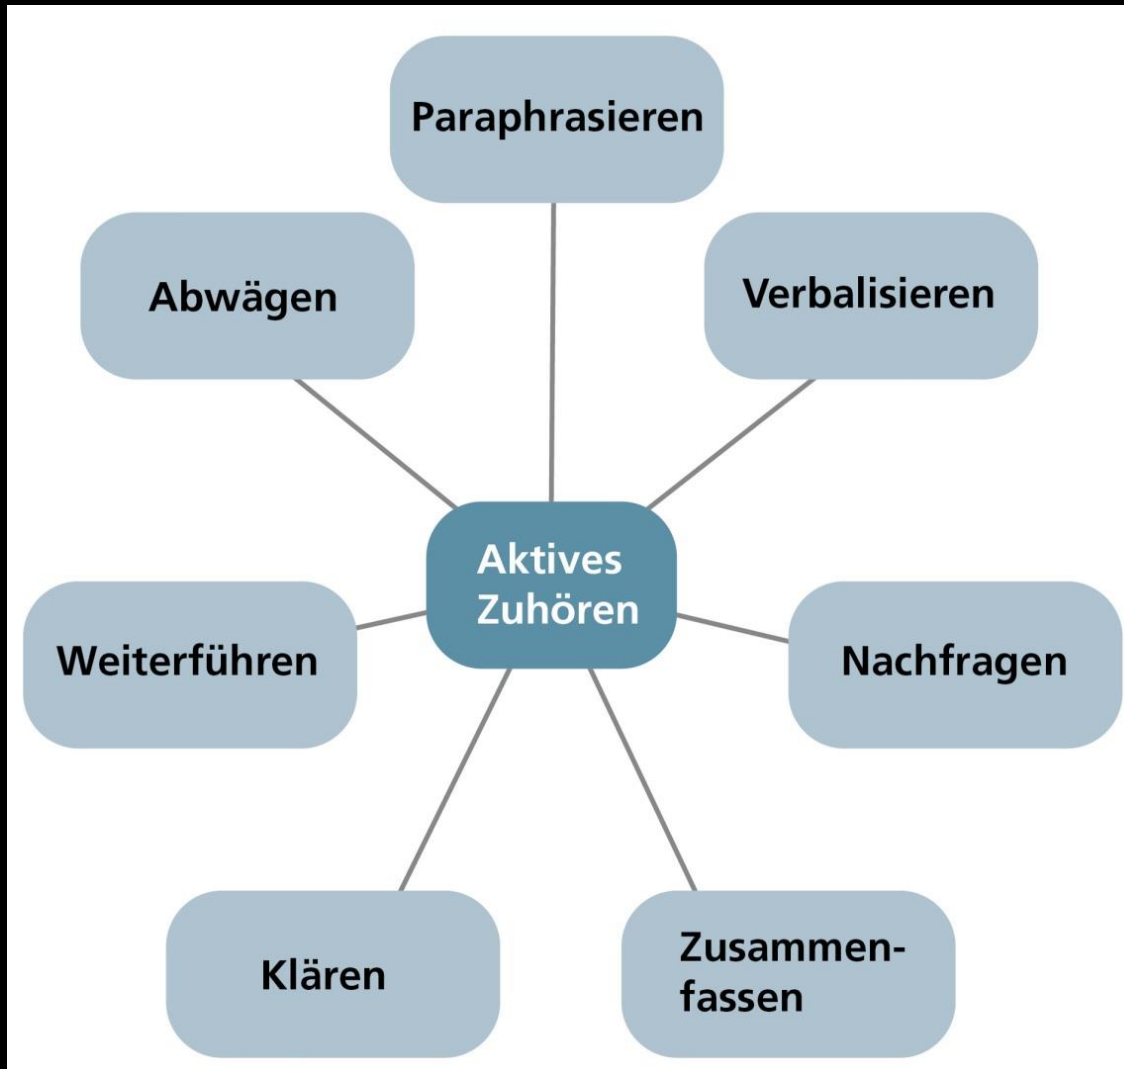 Paraphrasieren
Abwägen
Verbalisieren
Aktives
Zuhören
Weiterführen
Nachfragen
Klären
Zusammen-
fassen